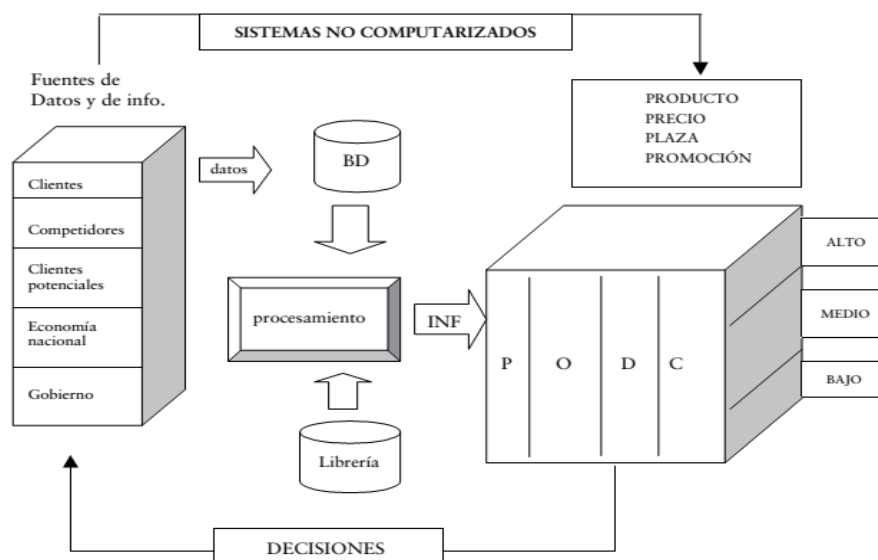 SISTEMAS NO COMPUTARIZADOS
Fuentes de
Datos y de info.
PRODUCTO
PRECIO
PLAZA
PROMOCIÓN
Clientes
Competidores
Clientes
potenciales
Economía
nacional
Gobierno
datos
BD
procesamiento
Librería
INF
P O D C
ALTO
MEDIO
BAJO
DECISIONES